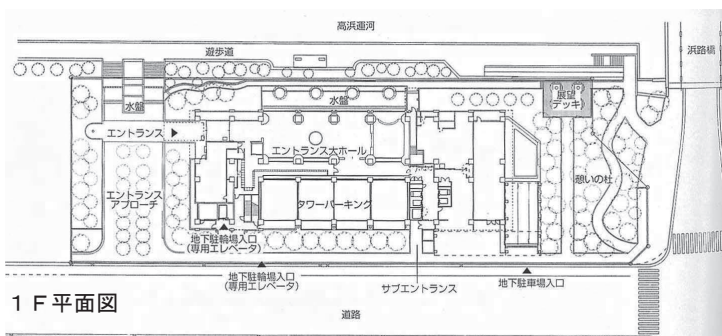 高浜運河
遊歩道
浜路橋
水盤
水盤
展望
デッキ
エントランス
エントランス大ホール
憩いの杜
エントランス
アプローチ
タワーパーキング
地下駐輪場入口
(専用エレベータ)
地下駐輪場入口
(専用エレベータ)
サブエントランス
地下駐車場入口
1F平面図
道路